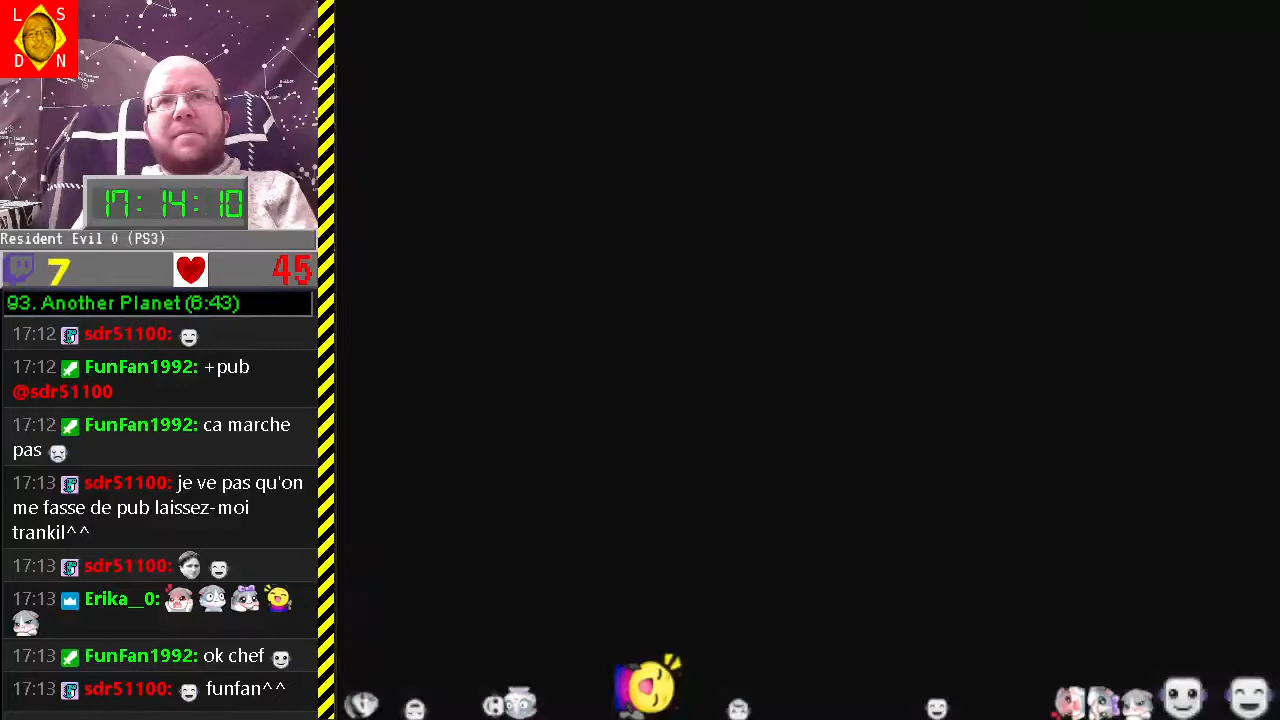 L S
D N
17:14:10
Resident Evil 0 (PS3)
7 45
93. Another Planet (6:43)
17:12 sdr51100:
17:12 FunFan1992: +pub
@sdr51100
17:12 FunFan1992: ca marche
pas
17:13 sdr51100: je ve pas qu'on
me fasse de pub laissez-moi
trankil^^
17:13 sdr51100:
17:13 Erika__0:
17:13 FunFan1992: ok chef
17:13 sdr51100: funfan^^